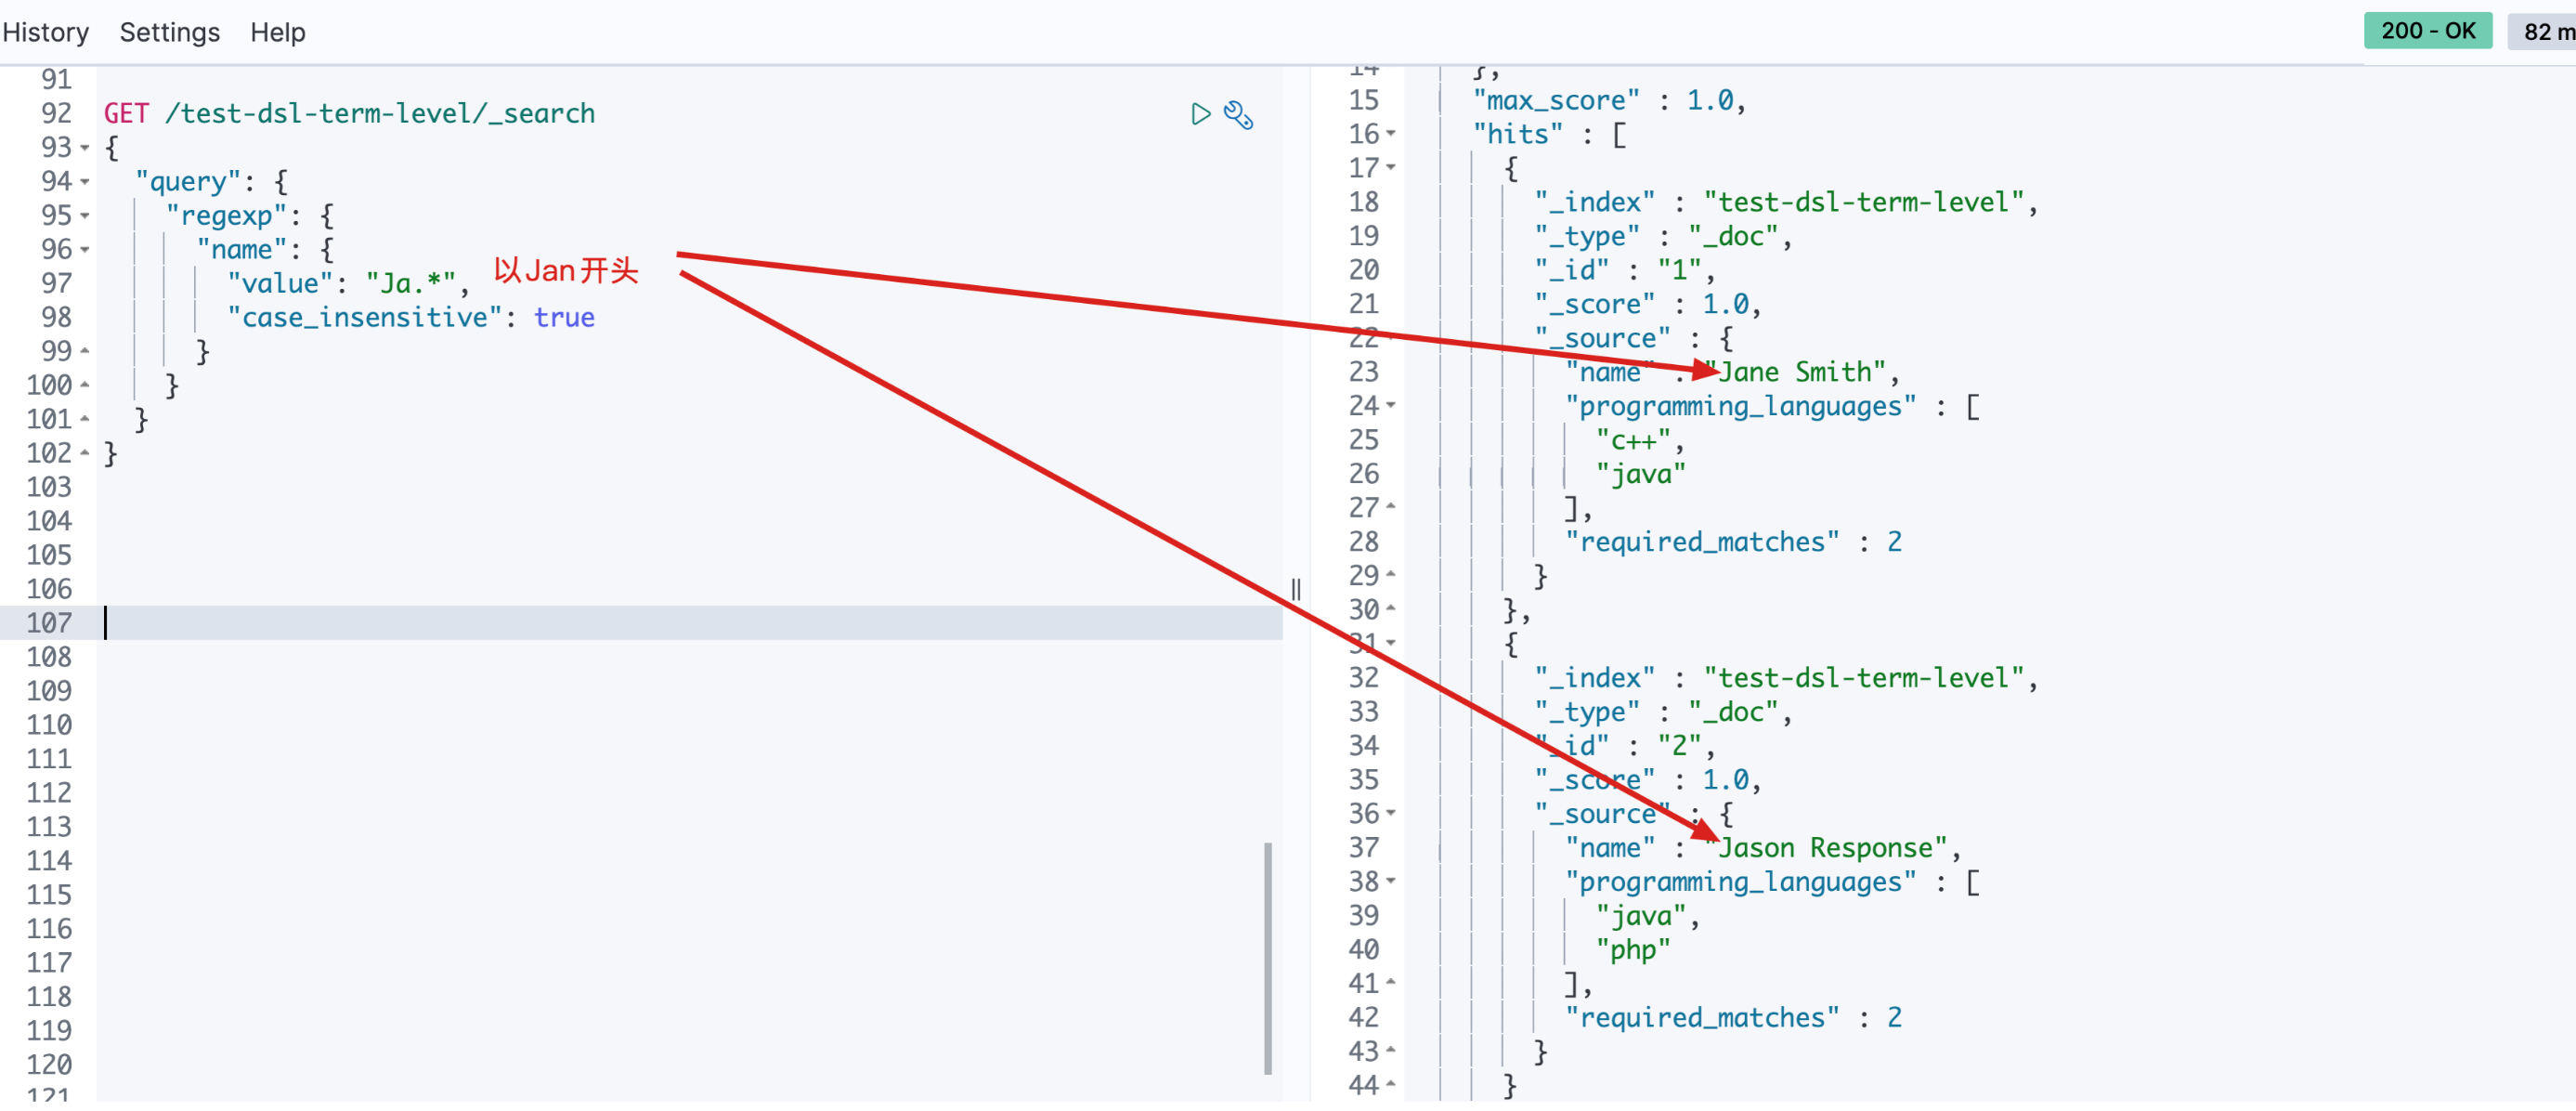 History Settings Help
200 - OK 82 m
91
92 GET /test-dsl-term-level/_search
93 {
94 "query": {
95 "regexp": {
96 "name": {
97 "value": "Ja.*", 以Jan开头
98 "case_insensitive": true
99 }
100 }
101 }
102 }
103
104
105
106
107
108
109
110
111
112
113
114
115
116
117
118
119
120
121
14 },
15 "max_score" : 1.0,
16 "hits" : [
17 {
18 "_index" : "test-dsl-term-level",
19 "_type" : "_doc",
20 "_id" : "1",
21 "_score" : 1.0,
22 "_source" : {
23 "name" : "Jane Smith",
24 "programming_languages" : [
25 "c++",
26 "java"
27 ],
28 "required_matches" : 2
29 }
30 },
31 {
32 "_index" : "test-dsl-term-level",
33 "_type" : "_doc",
34 "_id" : "2",
35 "_score" : 1.0,
36 "_source" : {
37 "name" : "Jason Response",
38 "programming_languages" : [
39 "java",
40 "php"
41 ],
42 "required_matches" : 2
43 }
44 }